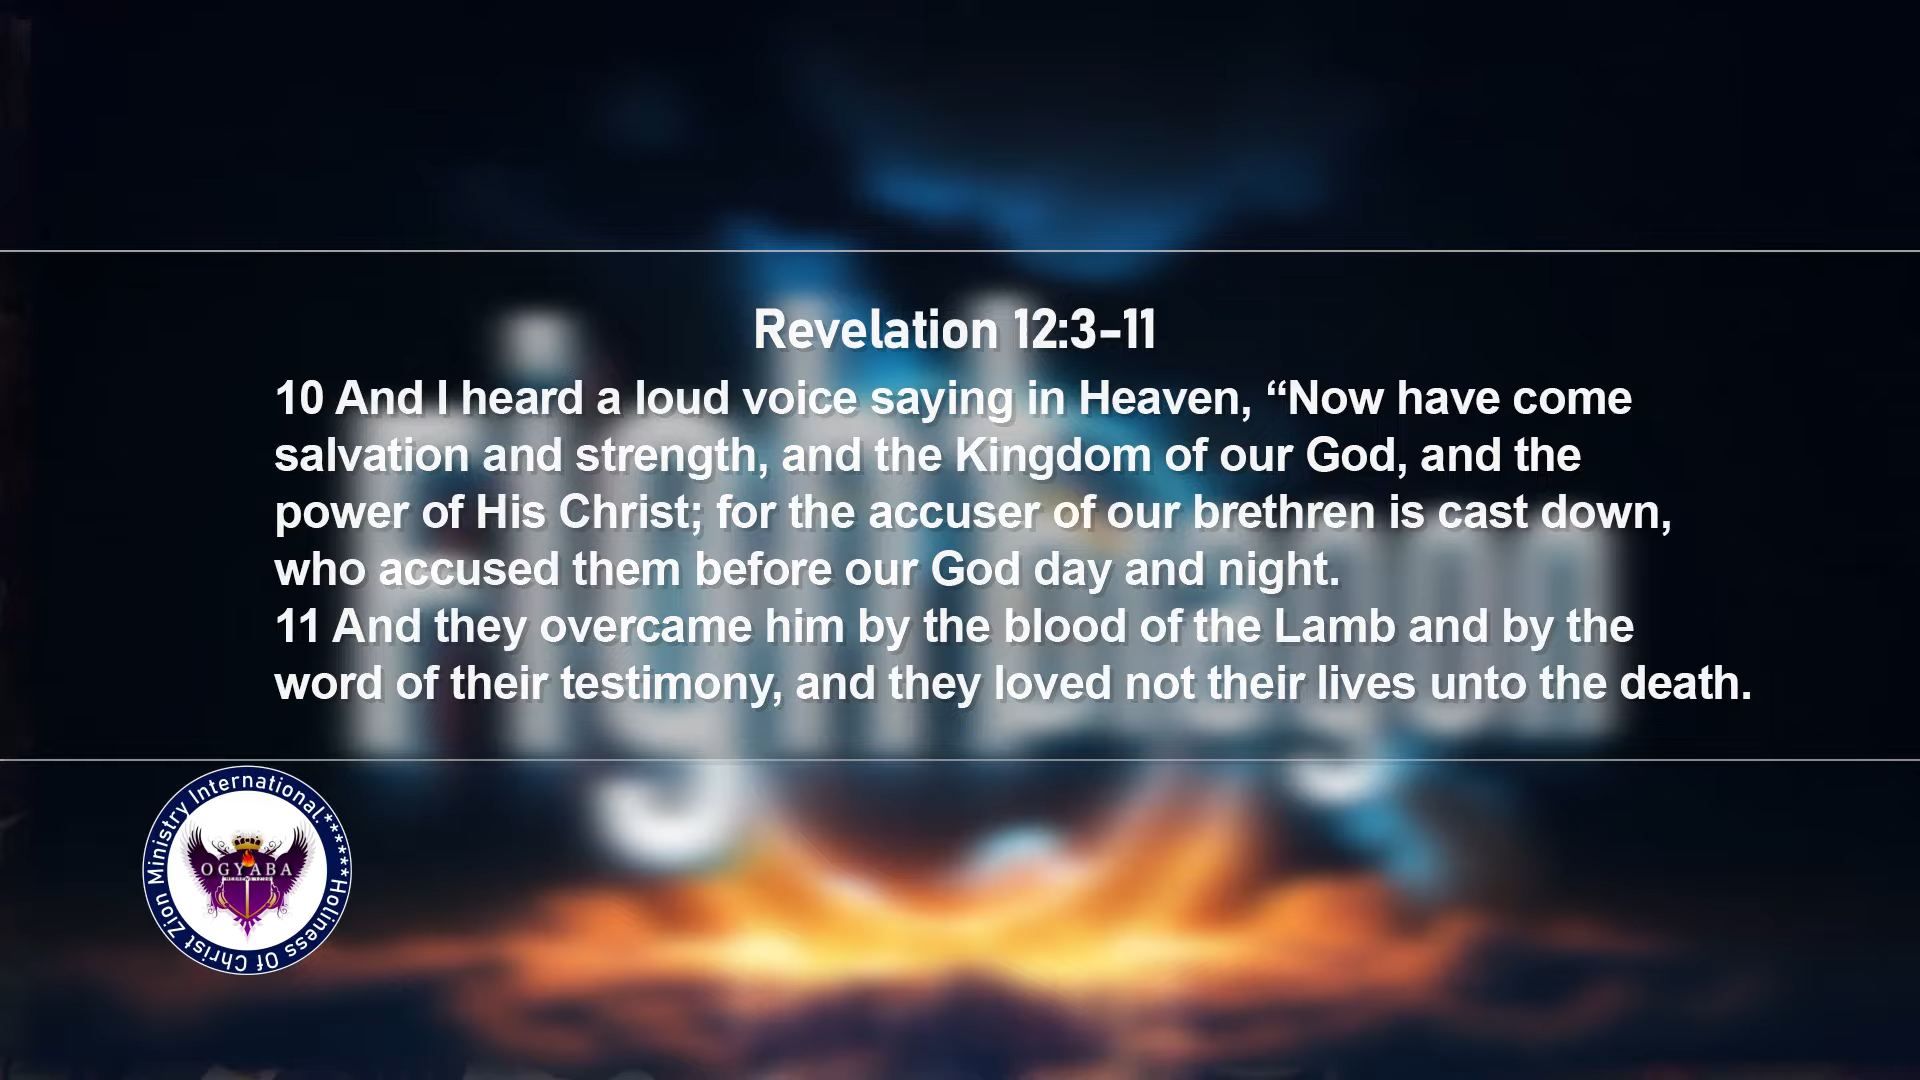 Revelation 12:3-11
10 And I heard a loud voice saying in Heaven, “Now have come
salvation and strength, and the Kingdom of our God, and the
power of His Christ; for the accuser of our brethren is cast down,
who accused them before our God day and night.
11 And they overcame him by the blood of the Lamb and by the
word of their testimony, and they loved not their lives unto the death.
Holiness Of Christ Zion Ministry International.******
OGYABA